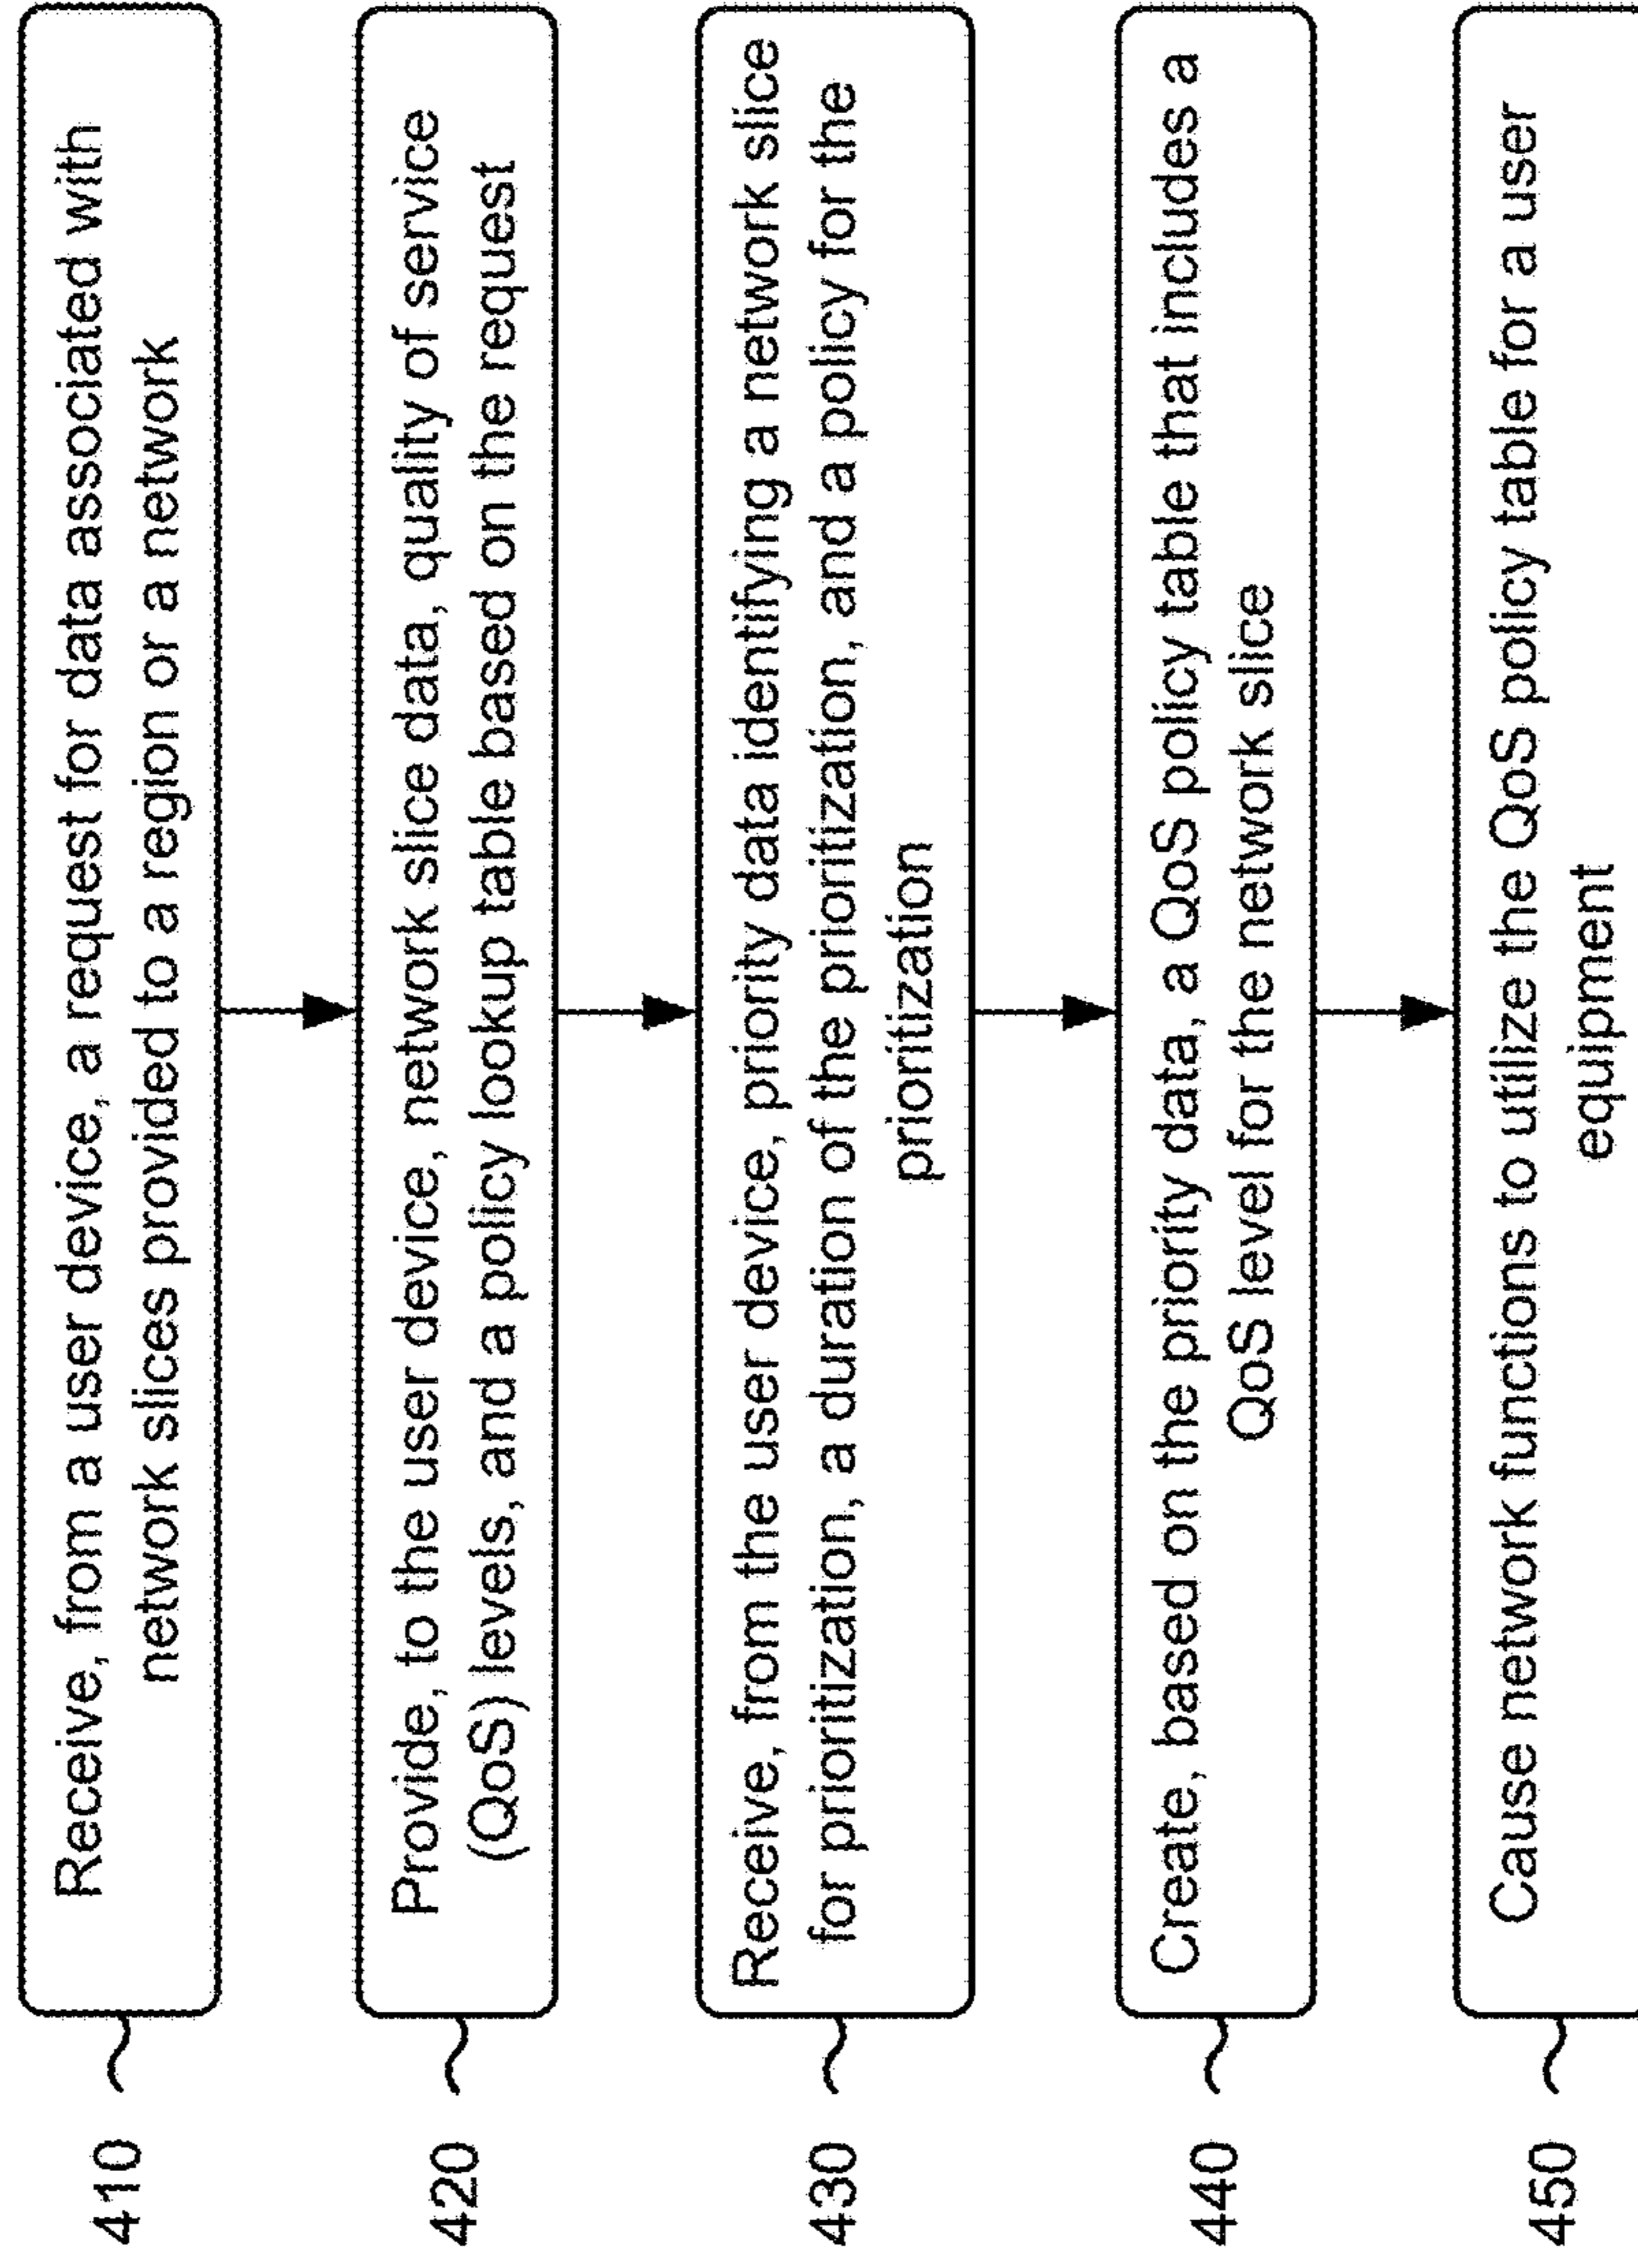 410
Receive, from a user device, a request for data associated with
network slices provided to a region or a network
420
Provide, to the user device, network slice data, quality of service
(QoS) levels, and a policy lookup table based on the request
430
Receive, from the user device, priority data identifying a network slice
for prioritization, a duration of the prioritization, and a policy for the
prioritization
440
Create, based on the priority data, a QoS policy table that includes a
QoS level for the network slice
450
Cause network functions to utilize the QoS policy table for a user
equipment